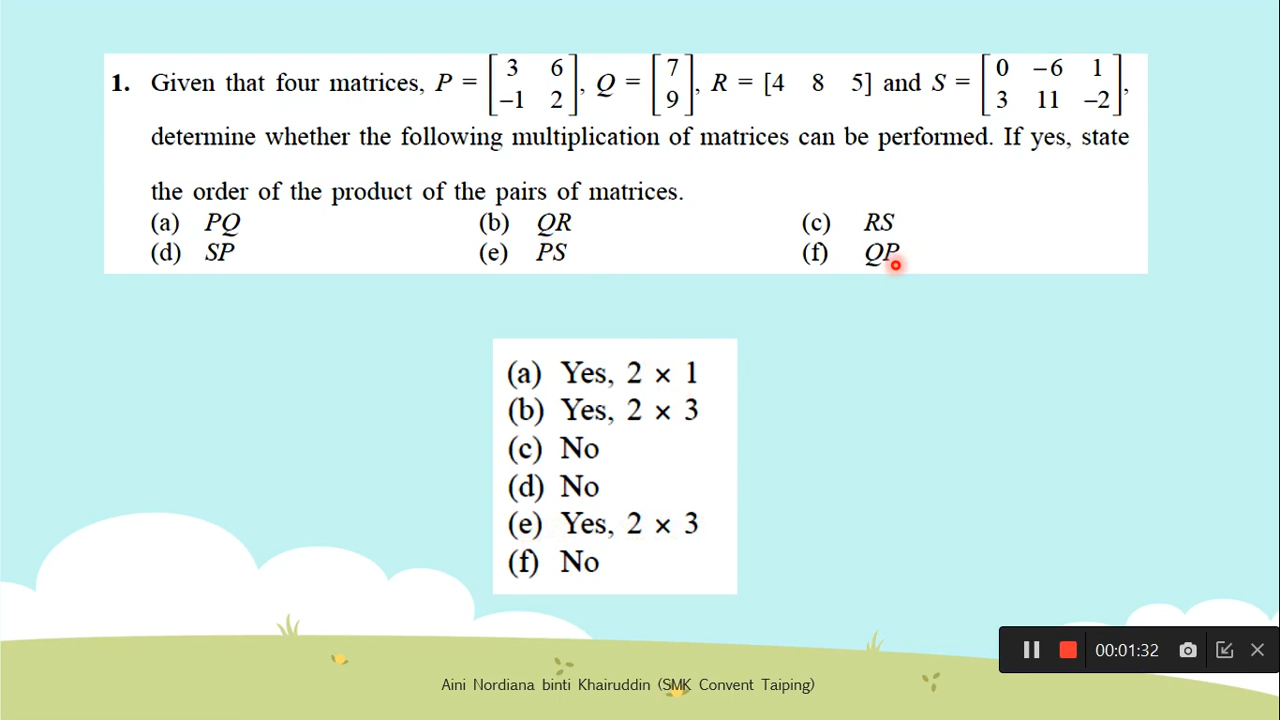 1. Given that four matrices, P = [3 6; −1 2], Q = [7; 9], R = [4 8 5] and S = [0 −6 1; 3 11 −2],
determine whether the following multiplication of matrices can be performed. If yes, state
the order of the product of the pairs of matrices.
(a) PQ (b) QR (c) RS
(d) SP (e) PS (f) QP
(a) Yes, 2 × 1
(b) Yes, 2 × 3
(c) No
(d) No
(e) Yes, 2 × 3
(f) No
00:01:32
Aini Nordiana binti Khairuddin (SMK Convent Taiping)